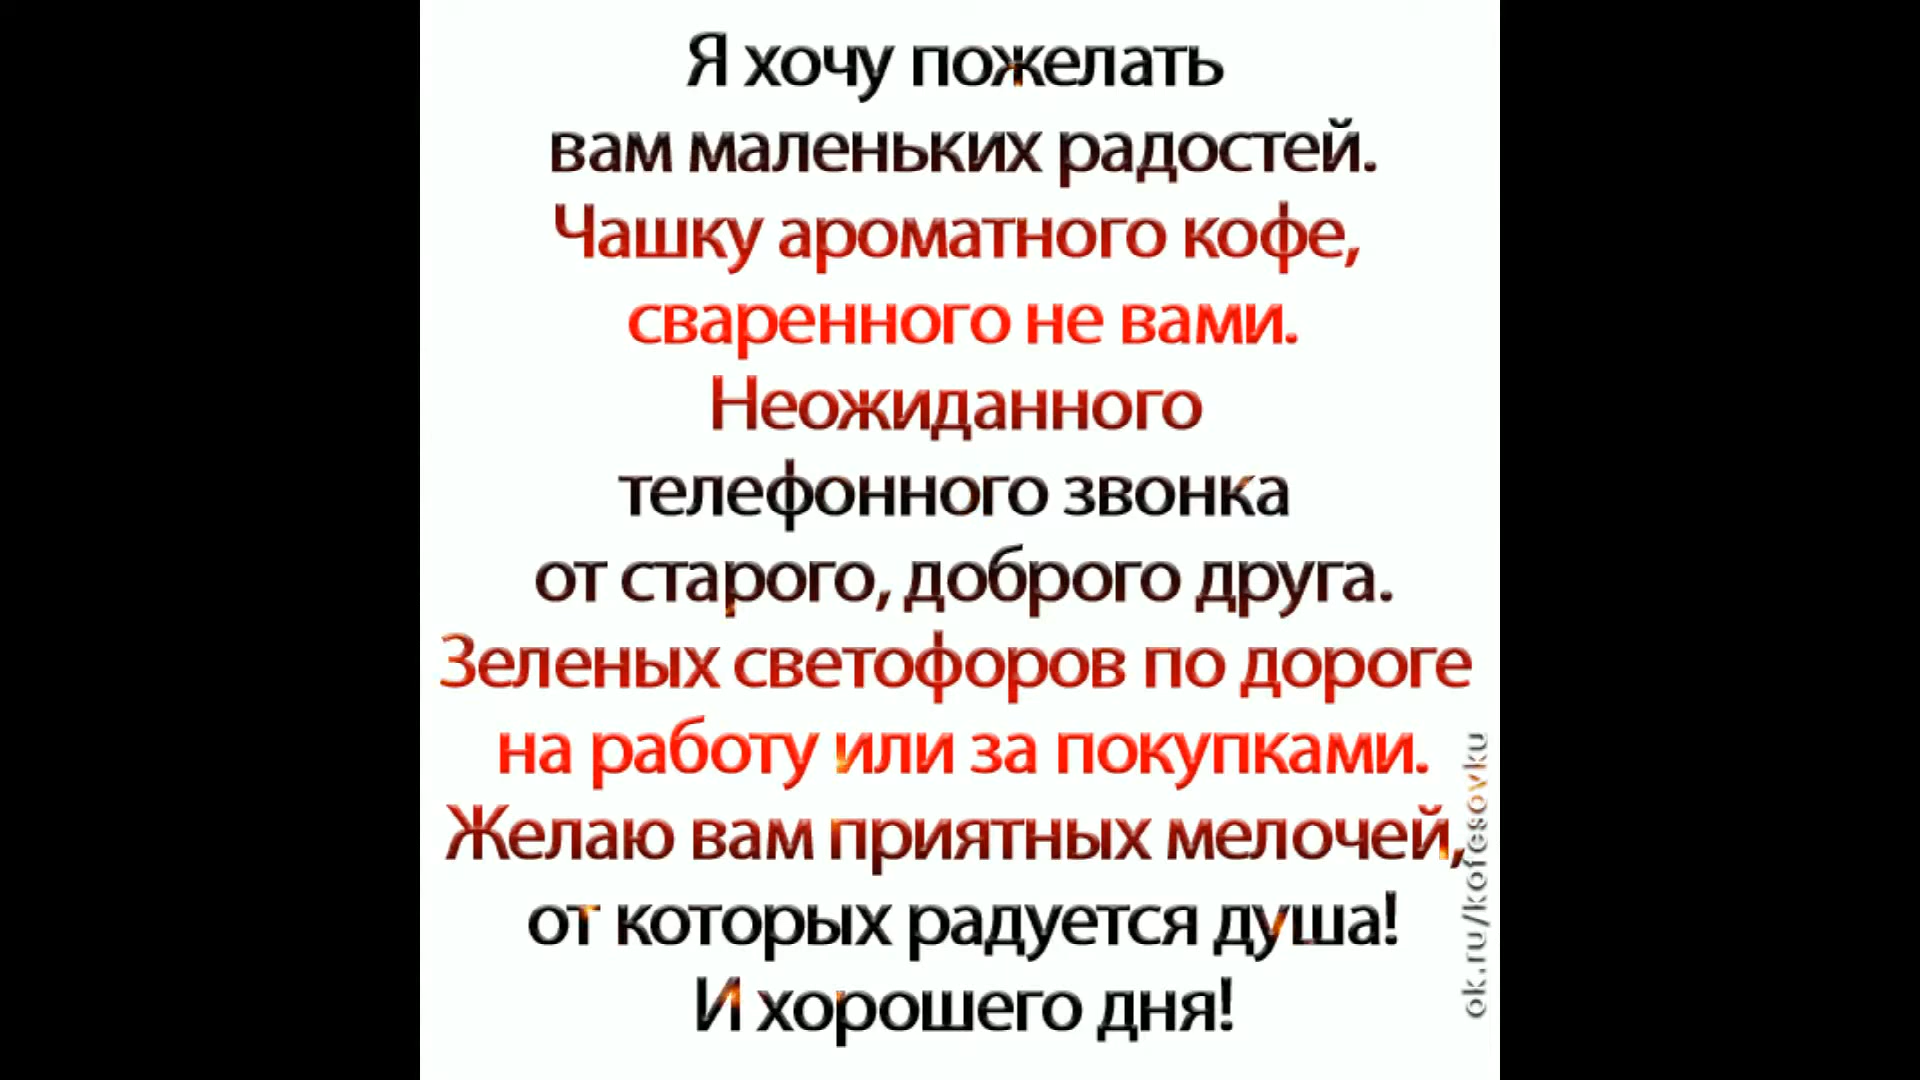 Я хочу пожелать
вам маленьких радостей.
Чашку ароматного кофе,
сваренного не вами.
Неожиданного
телефонного звонка
от старого, доброго друга.
Зеленых светофоров по дороге
на работу или за покупками.
Желаю вам приятных мелочей,
от которых радуется душа!
И хорошего дня!
ok.ru/kofesovku